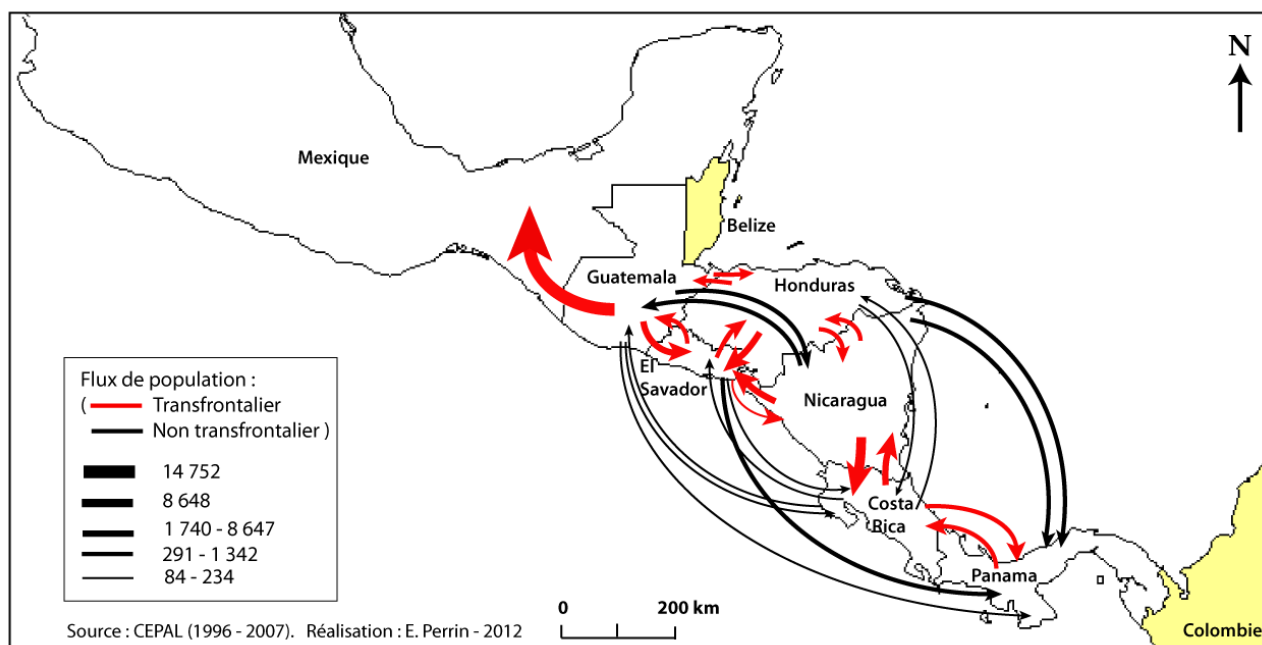 N
Mexique
Belize
Guatemala
Honduras
El
Savador
Nicaragua
Costa
Rica
Panama
Colombie
Flux de population :
( Transfrontalier
Non transfrontalier )
14 752
8 648
1 740 - 8 647
291 - 1 342
84 - 234
0 200 km
Source : CEPAL (1996 - 2007). Réalisation : E. Perrin - 2012